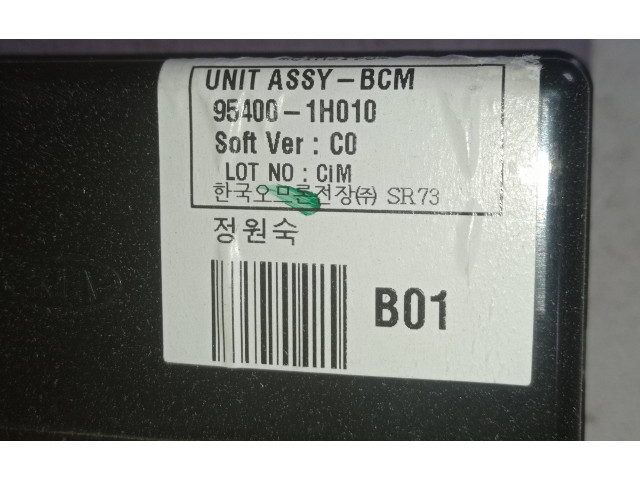 UNIT ASSY-BCM
95400-1H010
Soft Ver : C0
LOT NO : CiM
한국오므론전장㈜ SR73
정원숙
B01